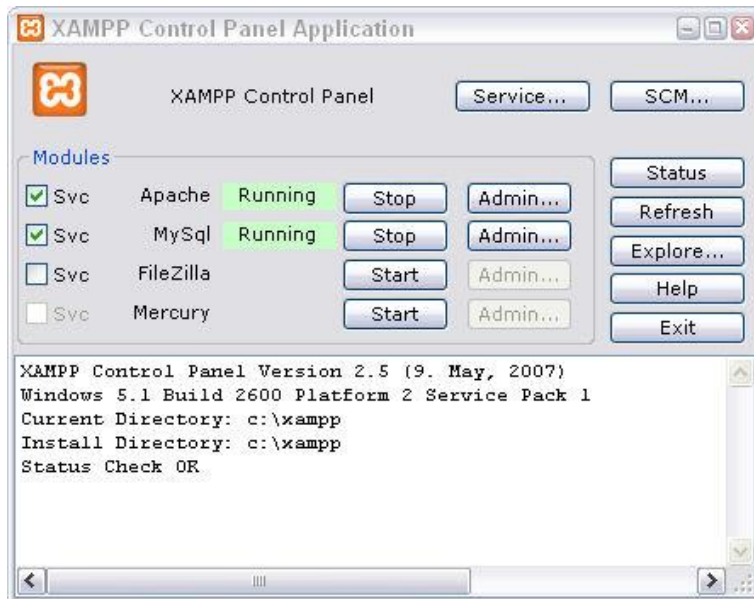 XAMPP Control Panel Application
XAMPP Control Panel Service... SCM...
Modules
Svc Apache Running Stop Admin...
Svc MySql Running Stop Admin...
Svc FileZilla Start Admin...
Svc Mercury Start Admin...
Status
Refresh
Explore...
Help
Exit
XAMPP Control Panel Version 2.5 (9. May, 2007)
Windows 5.1 Build 2600 Platform 2 Service Pack 1
Current Directory: c:\xampp
Install Directory: c:\xampp
Status Check OK